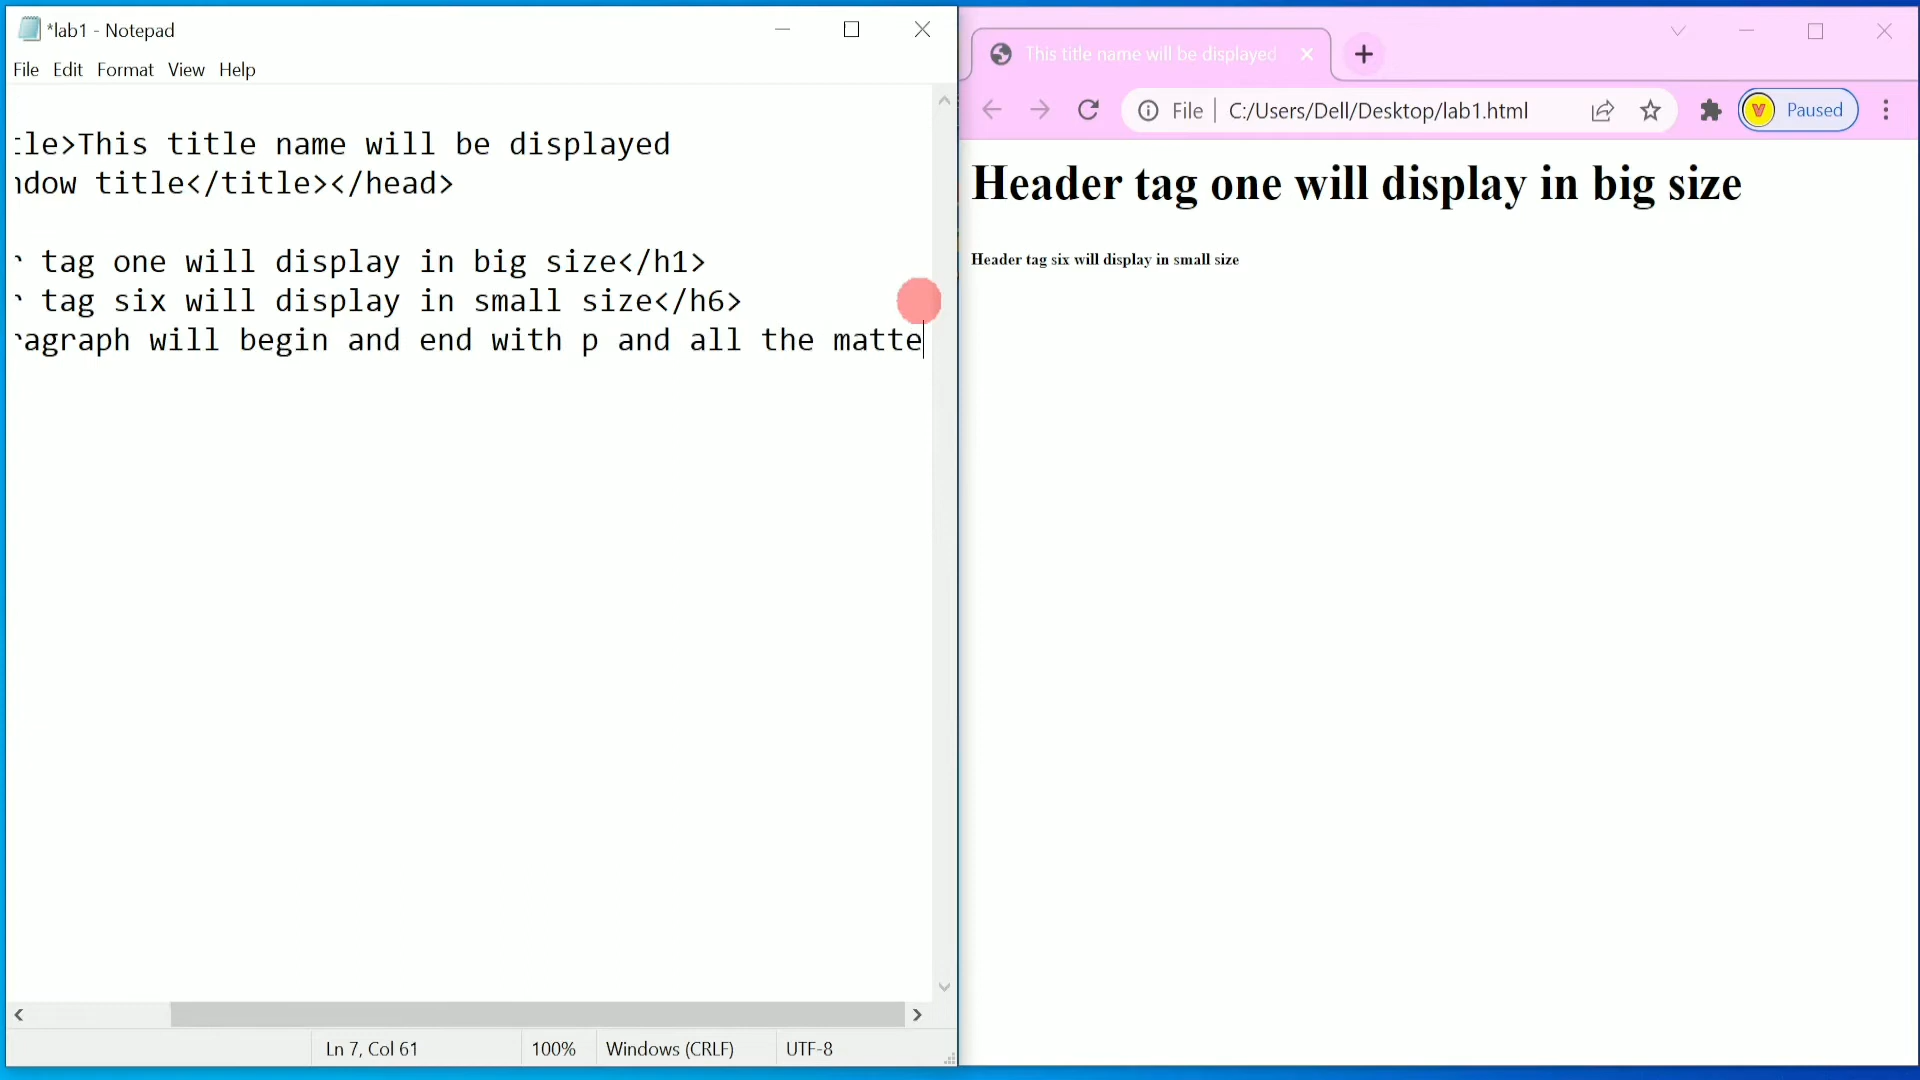 *lab1 - Notepad
File Edit Format View Help
tle>This title name will be displayed
ndow title</title></head>
r tag one will display in big size</h1>
r tag six will display in small size</h6>
ragraph will begin and end with p and all the matte
Ln 7, Col 61 100% Windows (CRLF) UTF-8
This title name will be displayed
File C:/Users/Dell/Desktop/lab1.html Paused
Header tag one will display in big size
Header tag six will display in small size